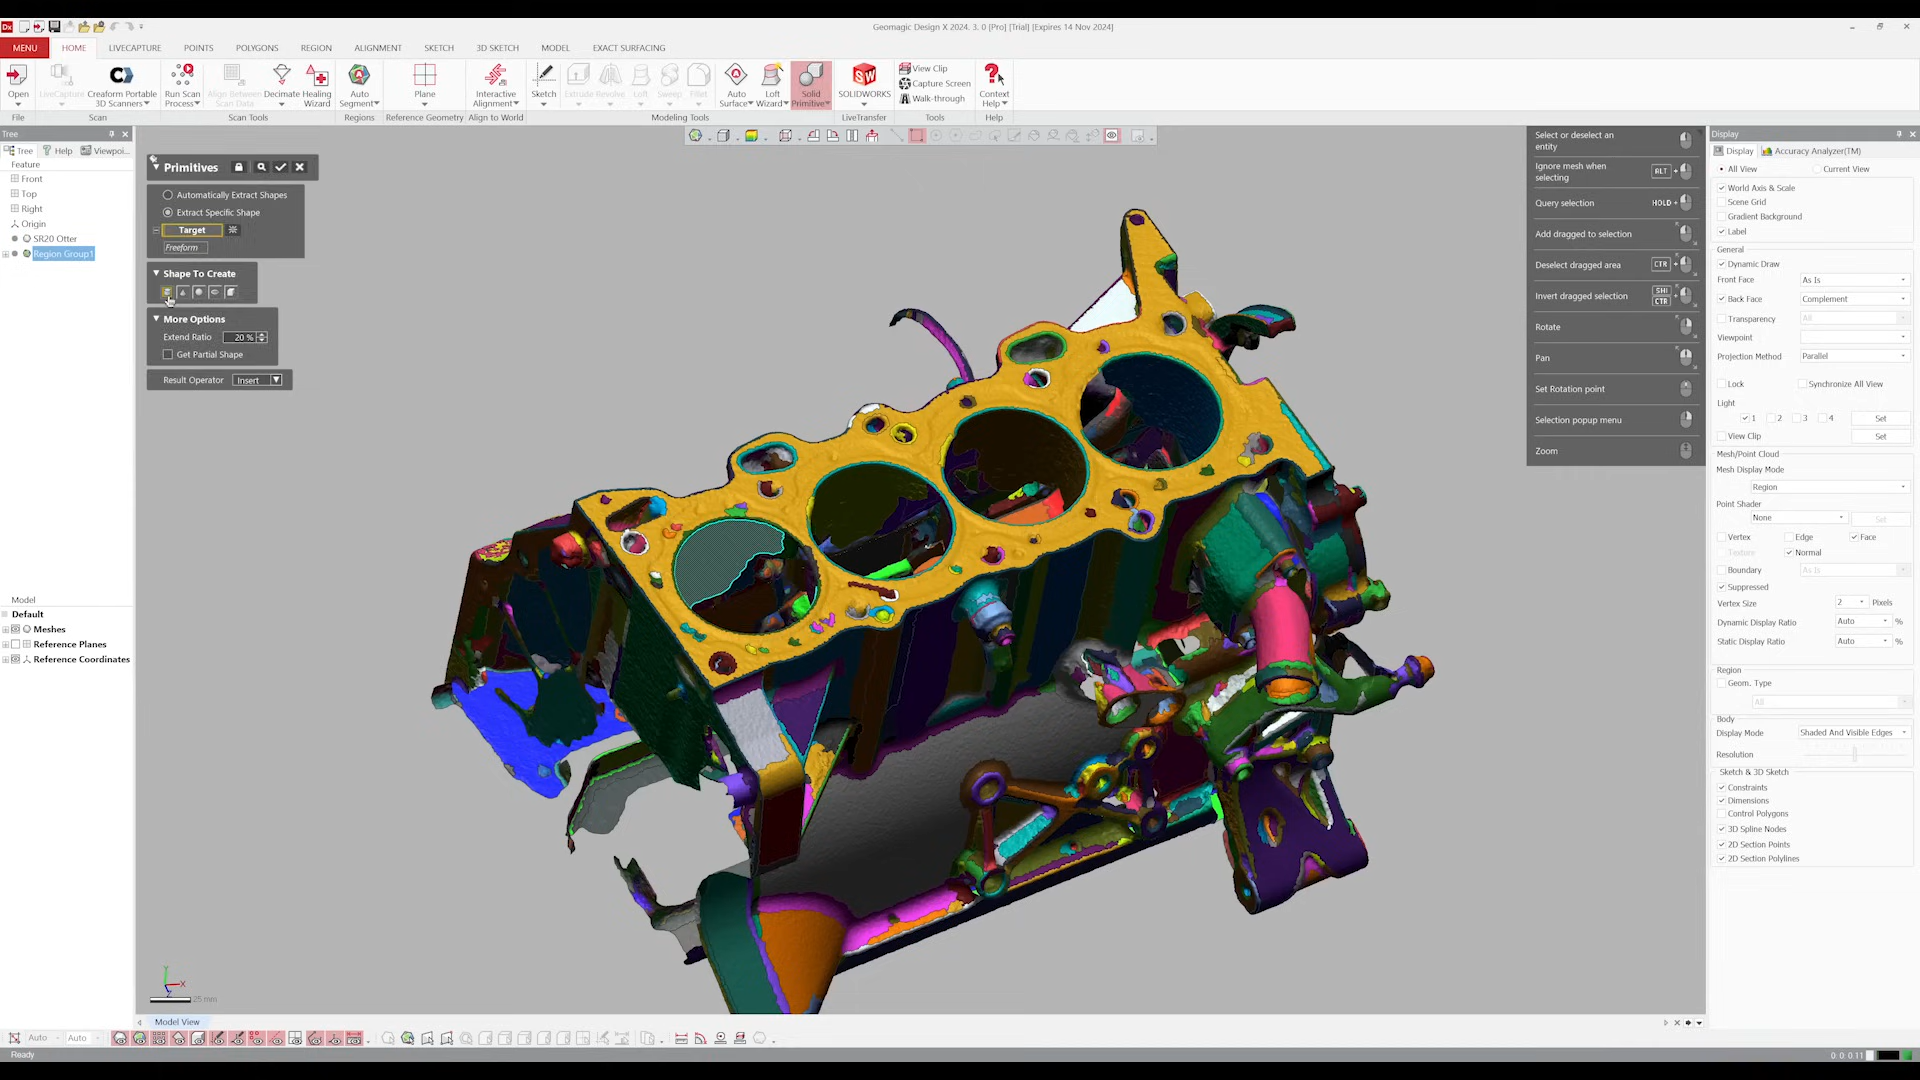 Dx
Geomagic Design X 2024. 3. 0 [Pro] [Trial] [Expires 14 Nov 2024]
MENU HOME LIVECAPTURE POINTS POLYGONS REGION ALIGNMENT SKETCH 3D SKETCH MODEL EXACT SURFACING
Open
LiveCapture
Creaform Portable 3D Scanners
Run Scan Process
Align Between Scan Data
Decimate
Healing Wizard
Auto Segment
Plane
Interactive Alignment
Sketch
Extrude
Revolve
Loft
Sweep
Fillet
Auto Surface
Loft Wizard
Solid Primitive
SOLIDWORKS
View Clip
Capture Screen
Walk-through
Context Help
File Scan Scan Tools Regions Reference Geometry Align to World Modeling Tools LiveTransfer Tools Help
Tree
Tree Help Viewpoi...
Feature
Front
Top
Right
Origin
SR20 Otter
Region Group1
Model
Default
Meshes
Reference Planes
Reference Coordinates
Primitives
Automatically Extract Shapes
Extract Specific Shape
Target
Freeform
Shape To Create
More Options
Extend Ratio 20 %
Get Partial Shape
Result Operator Insert
Select or deselect an entity
Ignore mesh when selecting ALT +
Query selection HOLD +
Add dragged to selection
Deselect dragged area CTR +
Invert dragged selection SHI CTR +
Rotate
Pan
Set Rotation point
Selection popup menu
Zoom
Display
Display Accuracy Analyzer(TM)
All View Current View
World Axis & Scale
Scene Grid
Gradient Background
Label
General
Dynamic Draw
Front Face As Is
Back Face Complement
Transparency All
Viewpoint
Projection Method Parallel
Lock Synchronize All View
Light
1 2 3 4 Set
View Clip Set
Mesh/Point Cloud
Mesh Display Mode
Region
Point Shader
None Set
Vertex Edge Face
Texture Normal
Boundary As Is
Suppressed
Vertex Size 2 Pixels
Dynamic Display Ratio Auto %
Static Display Ratio Auto %
Region
Geom. Type
All
Body
Display Mode Shaded And Visible Edges
Resolution
Sketch & 3D Sketch
Constraints
Dimensions
Control Polygons
3D Spline Nodes
2D Section Points
2D Section Polylines
Y
X
Z
25 mm
Model View
Auto Auto
Ready
0: 0: 0 11